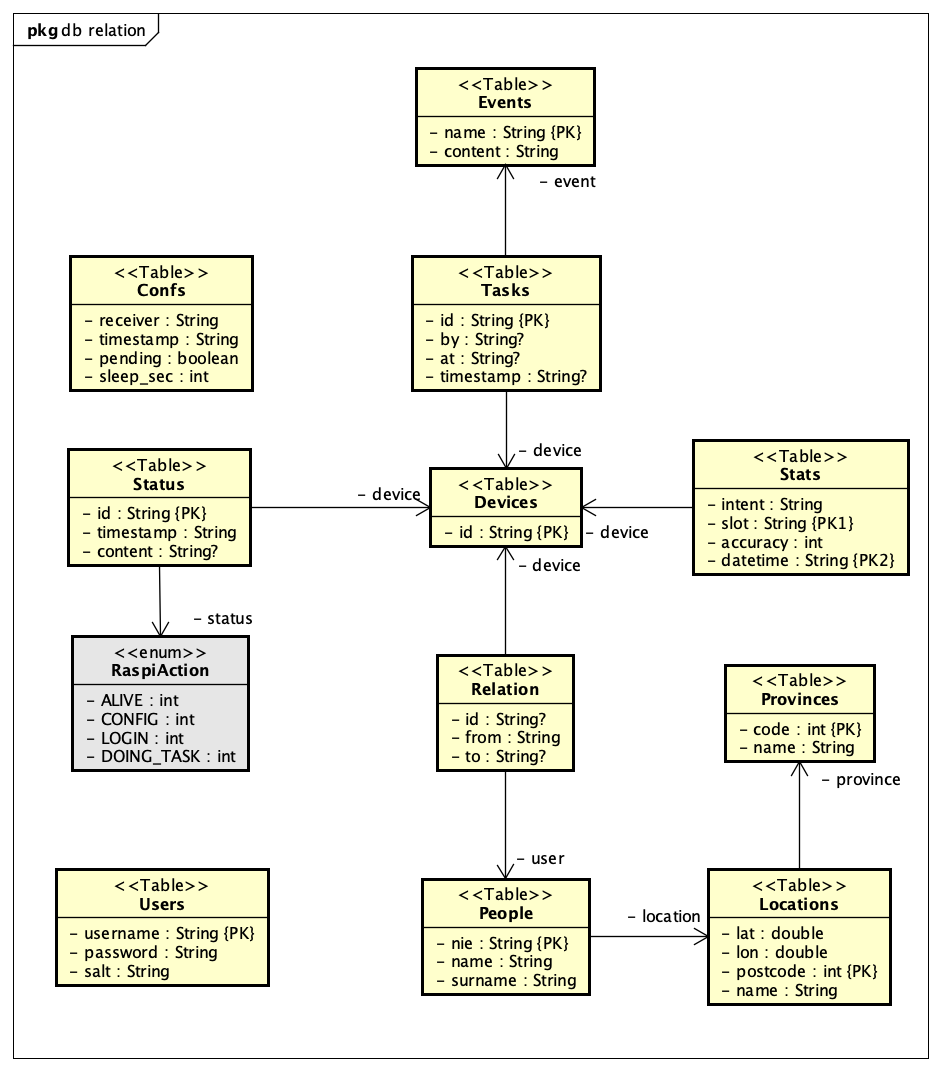 pkg db relation
<<Table>>
Events
– name : String {PK}
– content : String
– event
<<Table>>
Confs
– receiver : String
– timestamp : String
– pending : boolean
– sleep_sec : int
<<Table>>
Tasks
– id : String {PK}
– by : String?
– at : String?
– timestamp : String?
– device
<<Table>>
Status
– id : String {PK}
– timestamp : String
– content : String?
– device
<<Table>>
Devices
– id : String {PK}
– device
<<Table>>
Stats
– intent : String
– slot : String {PK1}
– accuracy : int
– datetime : String {PK2}
– device
– status
<<enum>>
RaspiAction
– ALIVE : int
– CONFIG : int
– LOGIN : int
– DOING_TASK : int
<<Table>>
Relation
– id : String?
– from : String
– to : String?
<<Table>>
Provinces
– code : int {PK}
– name : String
– province
– user
<<Table>>
Users
– username : String {PK}
– password : String
– salt : String
<<Table>>
People
– nie : String {PK}
– name : String
– surname : String
– location
<<Table>>
Locations
– lat : double
– lon : double
– postcode : int {PK}
– name : String